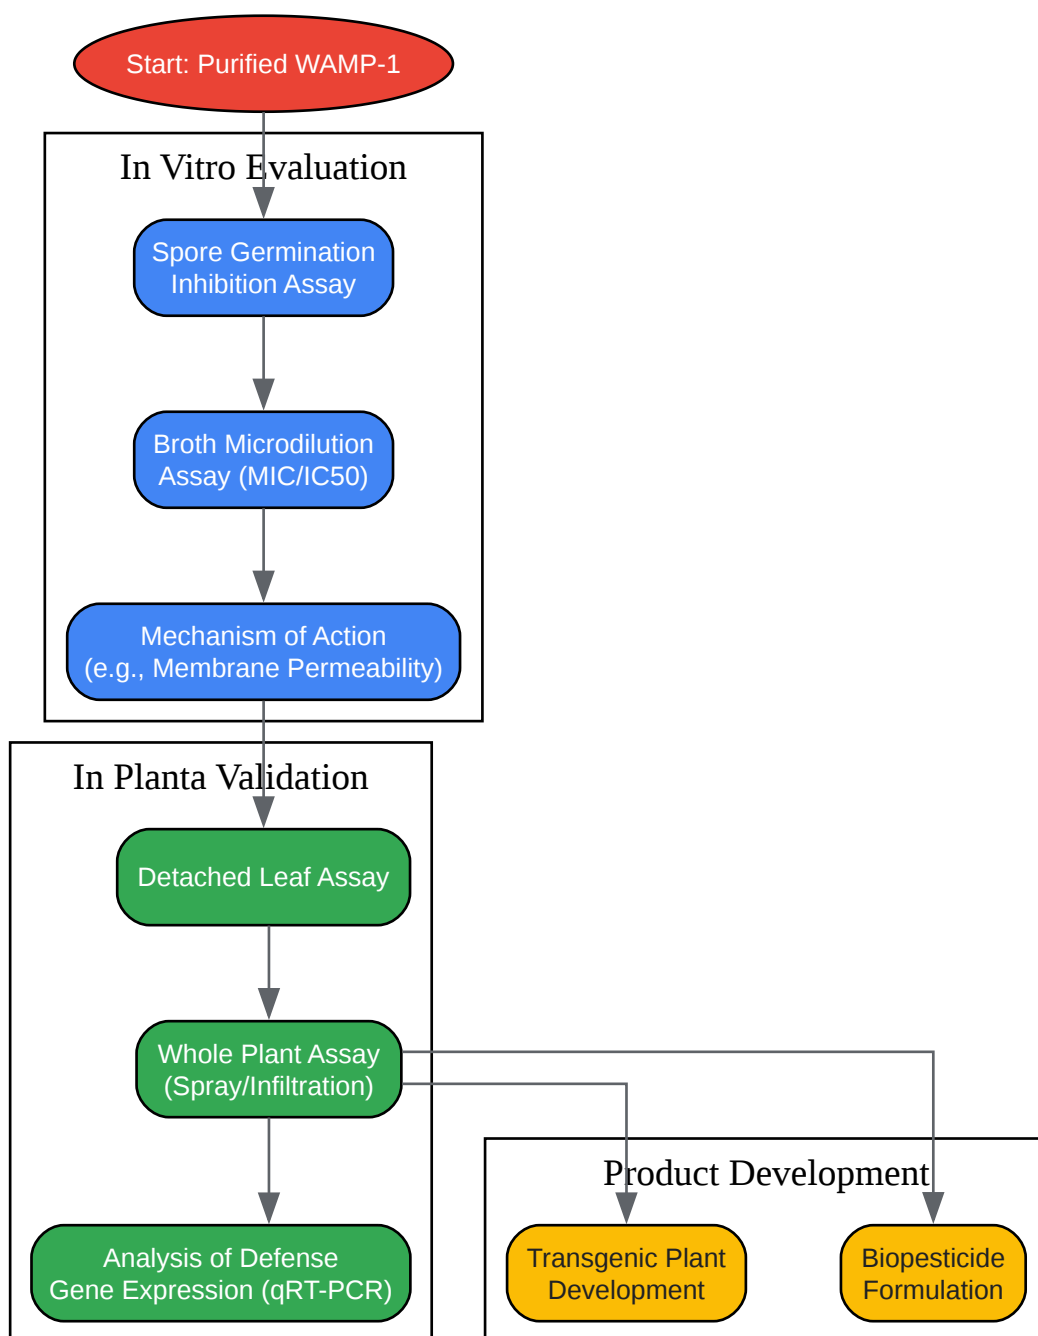 Start: Purified WAMP-1
In Vitro Evaluation
Spore Germination
Inhibition Assay
Broth Microdilution
Assay (MIC/IC50)
Mechanism of Action
(e.g., Membrane Permeability)
In Planta Validation
Detached Leaf Assay
Whole Plant Assay
(Spray/Infiltration)
Analysis of Defense
Gene Expression (qRT-PCR)
Product Development
Transgenic Plant
Development
Biopesticide
Formulation